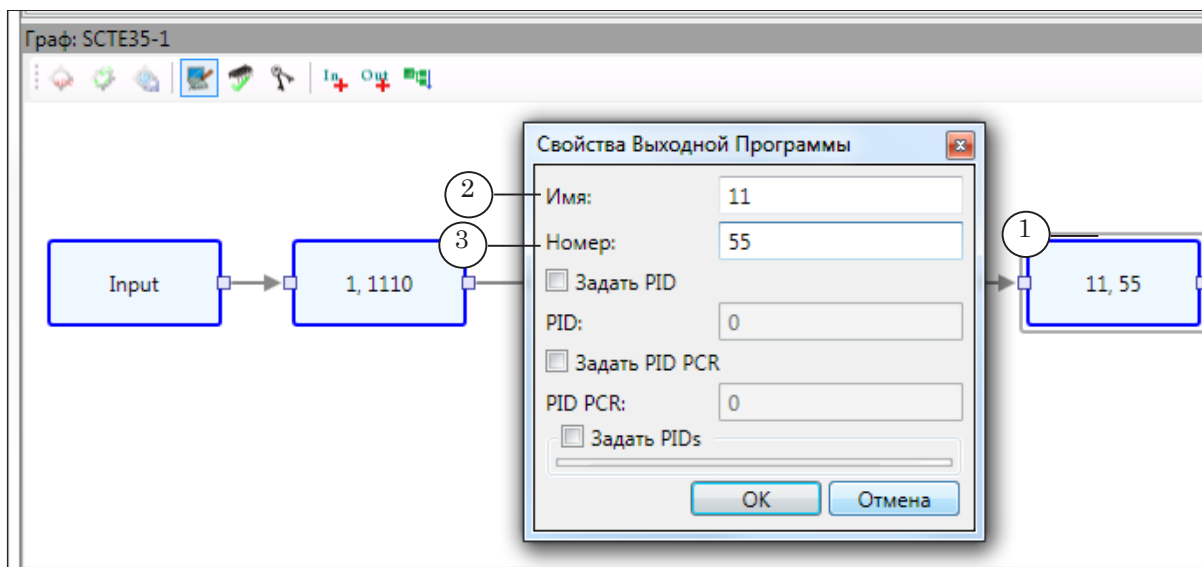 Граф: SCTE35-1
In Out
Свойства Выходной Программы
2 Имя: 11
3 Номер: 55
1
Input
1, 1110
11, 55
Задать PID
PID: 0
Задать PID PCR
PID PCR: 0
Задать PIDs
OK Отмена